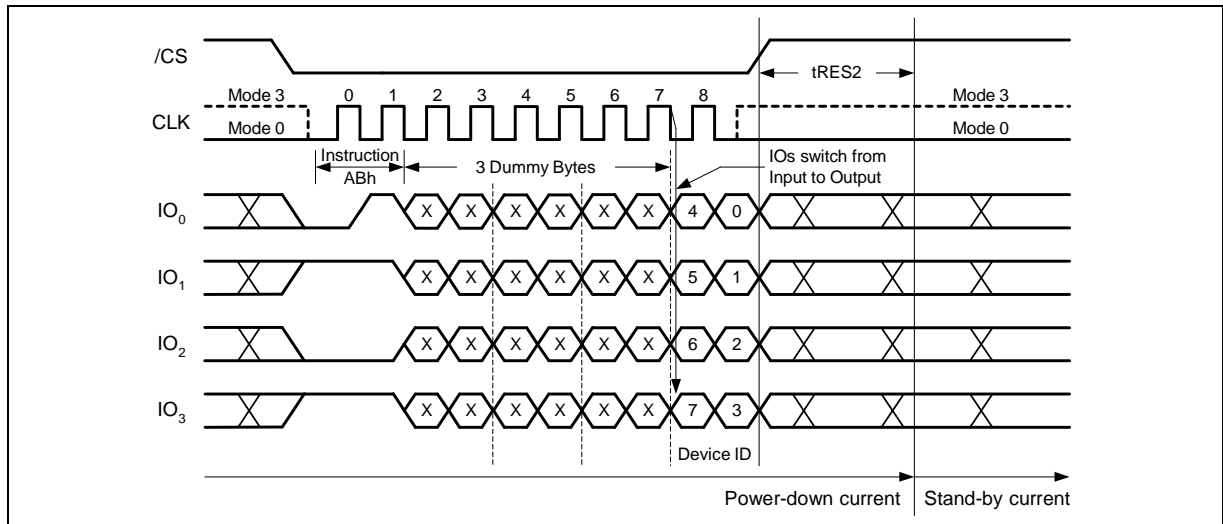 /CS
tRES2
Mode 3 0 1 2 3 4 5 6 7 8 Mode 3
CLK
Mode 0 Mode 0
Instruction
ABh
3 Dummy Bytes
IOs switch from
Input to Output
IO0 X X X X X X 4 0
IO1 X X X X X X 5 1
IO2 X X X X X X 6 2
IO3 X X X X X X 7 3
Device ID
Power-down current Stand-by current